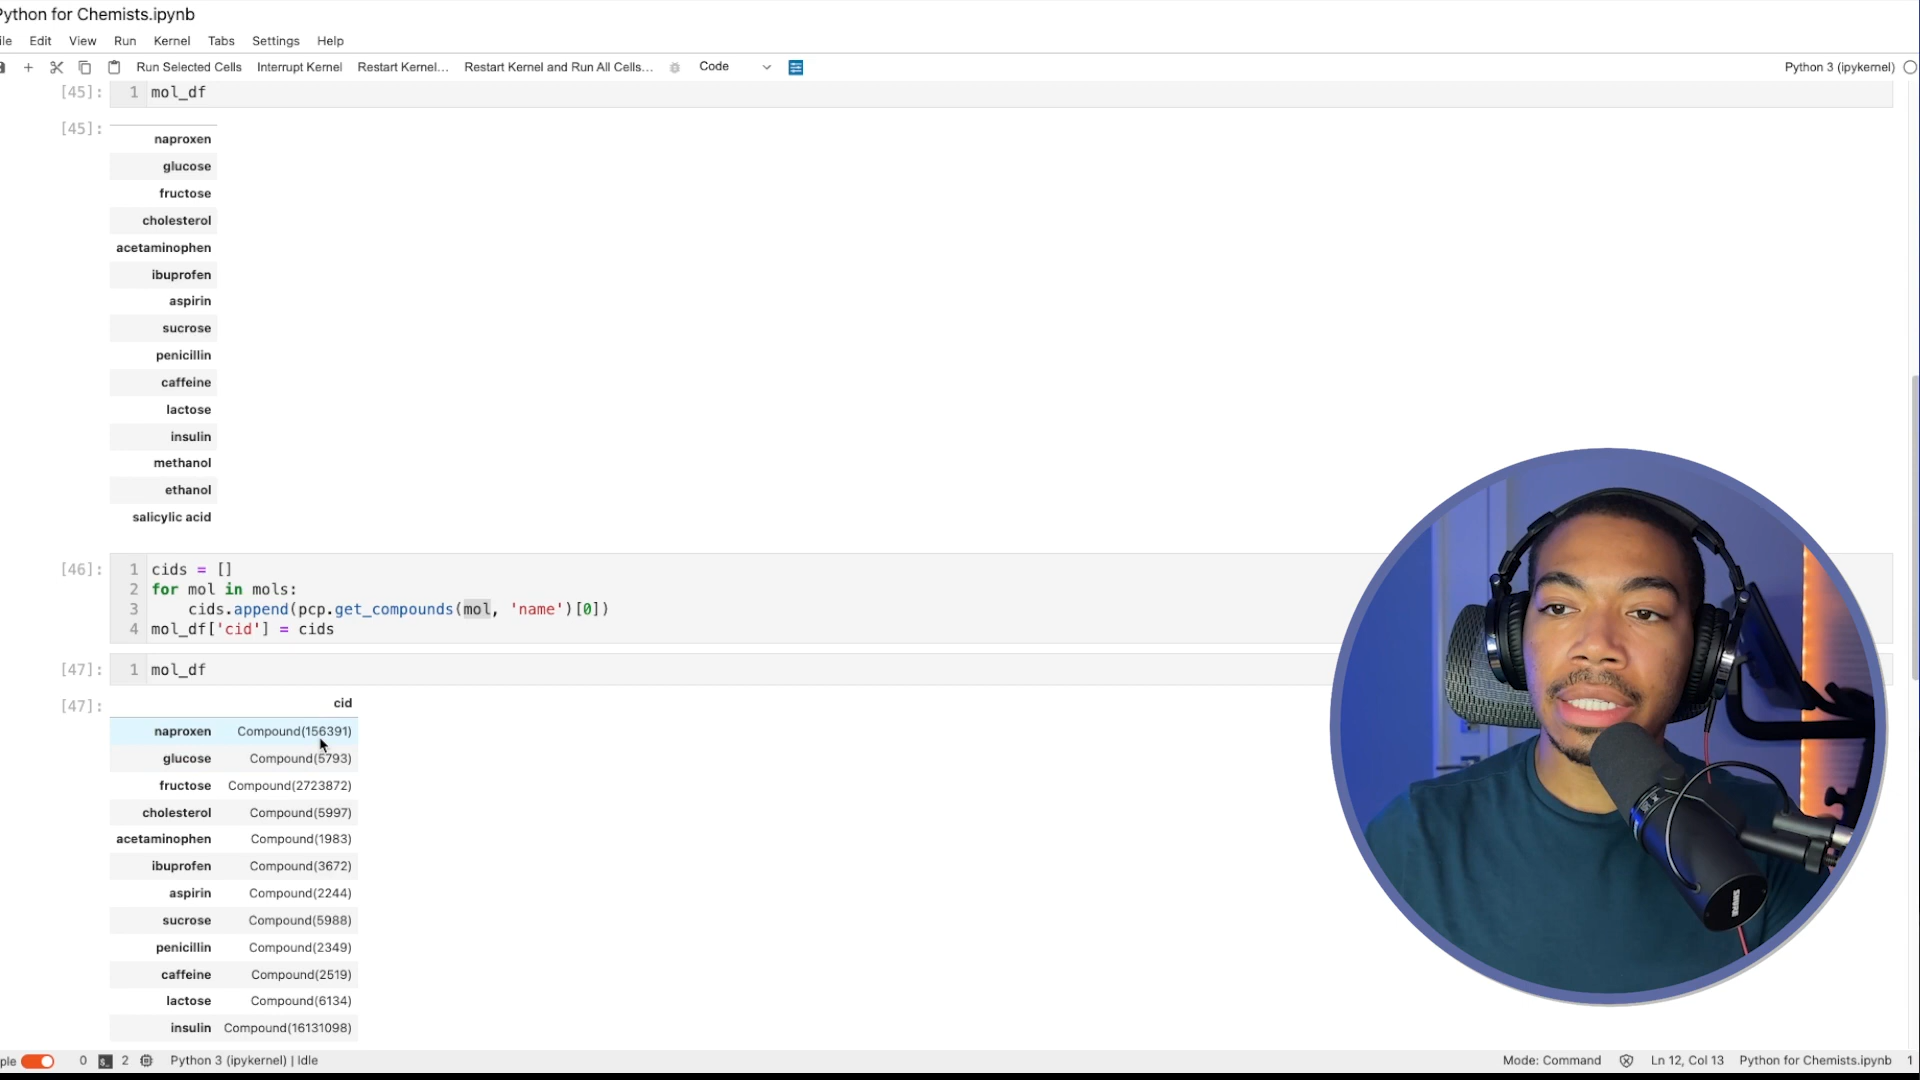 Python for Chemists.ipynb
ile Edit View Run Kernel Tabs Settings Help
Run Selected Cells Interrupt Kernel Restart Kernel... Restart Kernel and Run All Cells... Code Python 3 (ipykernel)
[45]: 1 mol_df
[45]:
naproxen
glucose
fructose
cholesterol
acetaminophen
ibuprofen
aspirin
sucrose
penicillin
caffeine
lactose
insulin
methanol
ethanol
salicylic acid
[46]: 1 cids = []
2 for mol in mols:
3 cids.append(pcp.get_compounds(mol, 'name')[0])
4 mol_df['cid'] = cids
[47]: 1 mol_df
[47]: cid
naproxen Compound(156391)
glucose Compound(5793)
fructose Compound(2723872)
cholesterol Compound(5997)
acetaminophen Compound(1983)
ibuprofen Compound(3672)
aspirin Compound(2244)
sucrose Compound(5988)
penicillin Compound(2349)
caffeine Compound(2519)
lactose Compound(6134)
insulin Compound(16131098)
SHURE
ple 0 2 Python 3 (ipykernel) | Idle Mode: Command Ln 12, Col 13 Python for Chemists.ipynb 1